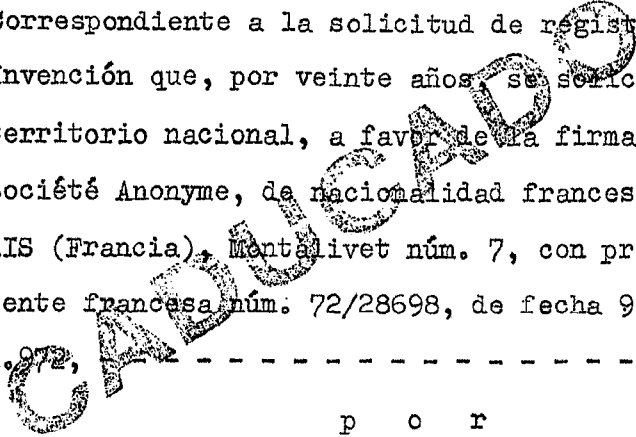 Correspondiente a la solicitud de regist
Invención que, por veinte años, se solic
territorio nacional, a favor de la firma
Société Anonyme, de nacionalidad frances
IS (Francia), Montalivet núm. 7, con pr
ente francesa núm. 72/28698, de fecha 9
.972, - - - - - - - - - - - - - - - -
p o r
CADUCADO